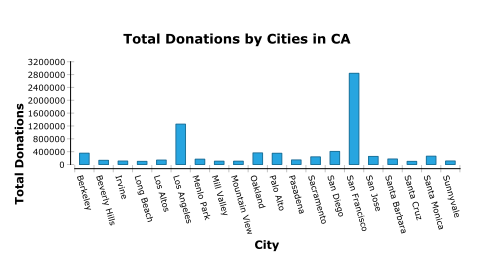 Total Donations by Cities in CA
Total Donations
3200000
2800000
2400000
2000000
1600000
1200000
800000
400000
0
Berkeley
Beverly Hills
Irvine
Long Beach
Los Altos
Los Angeles
Menlo Park
Mill Valley
Mountain View
Oakland
Palo Alto
Pasadena
Sacramento
San Diego
San Francisco
San Jose
Santa Barbara
Santa Cruz
Santa Monica
Sunnyvale
City